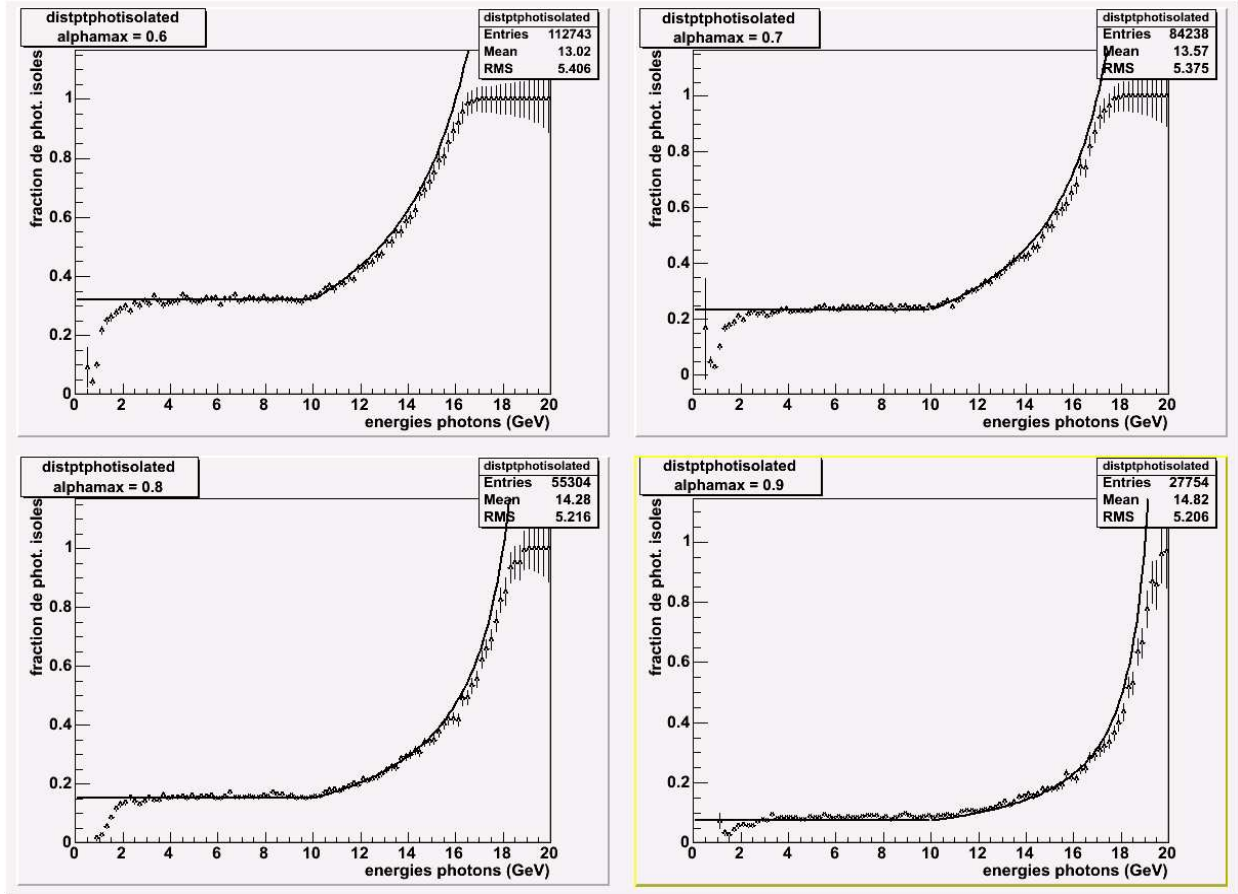 distptphotisolated
alphamax = 0.6
distptphotisolated
Entries 112743
Mean 13.02
RMS 5.406
fraction de phot. isoles
1
0.8
0.6
0.4
0.2
0
0 2 4 6 8 10 12 14 16 18 20
energies photons (GeV)
distptphotisolated
alphamax = 0.7
distptphotisolated
Entries 84238
Mean 13.57
RMS 5.375
fraction de phot. isoles
1
0.8
0.6
0.4
0.2
0
0 2 4 6 8 10 12 14 16 18 20
energies photons (GeV)
distptphotisolated
alphamax = 0.8
distptphotisolated
Entries 55304
Mean 14.28
RMS 5.216
fraction de phot. isoles
1
0.8
0.6
0.4
0.2
0
0 2 4 6 8 10 12 14 16 18 20
energies photons (GeV)
distptphotisolated
alphamax = 0.9
distptphotisolated
Entries 27754
Mean 14.82
RMS 5.206
fraction de phot. isoles
1
0.8
0.6
0.4
0.2
0
0 2 4 6 8 10 12 14 16 18 20
energies photons (GeV)